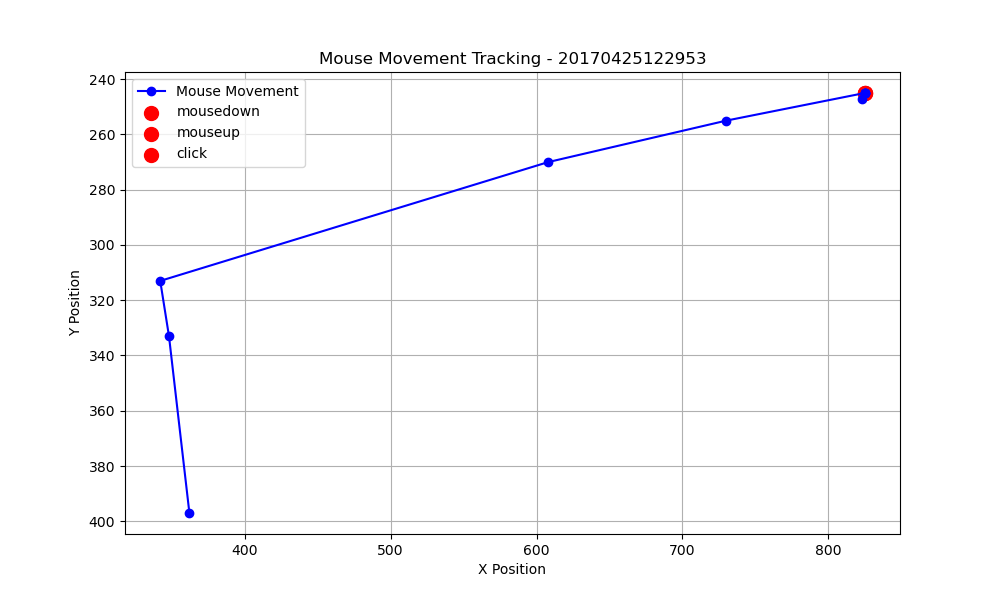 Mouse Movement Tracking - 20170425122953
Mouse Movement
mousedown
mouseup
click
240
260
280
300
320
340
360
380
400
Y Position
400
500
600
700
800
X Position